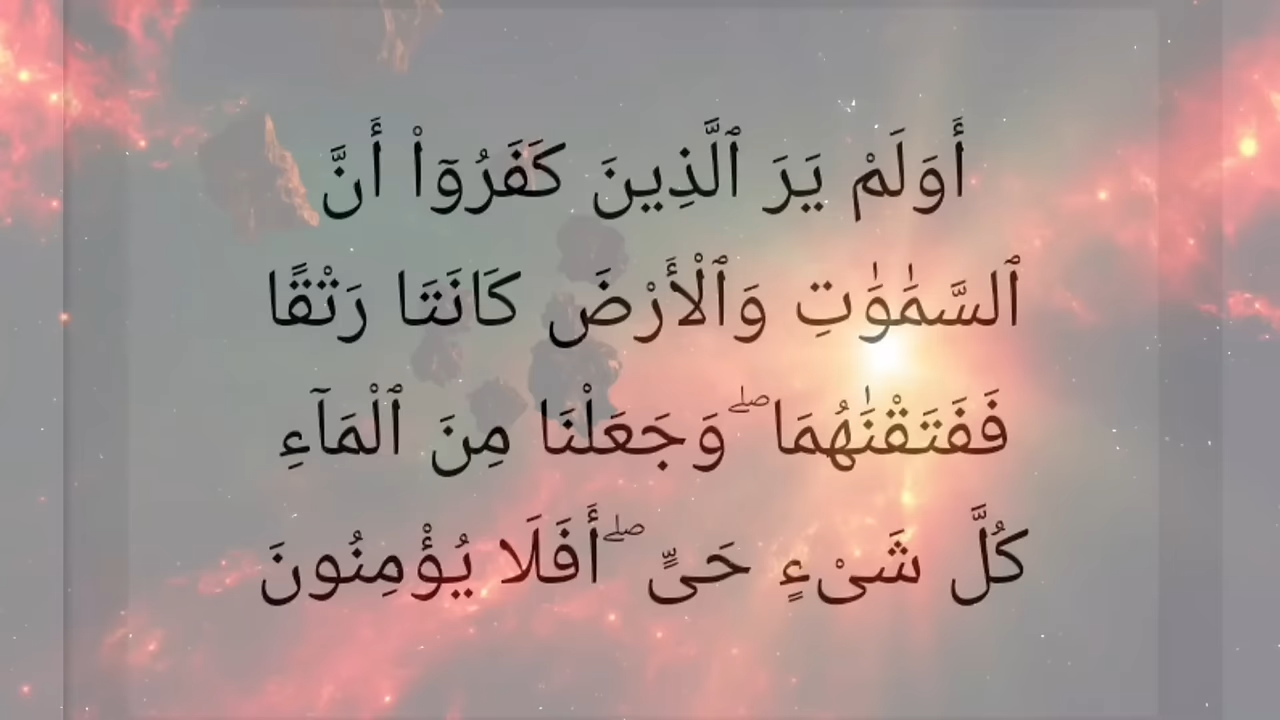 أَوَلَمْ يَرَ ٱلَّذِينَ كَفَرُوٓا۟ أَنَّ
ٱلسَّمَٰوَٰتِ وَٱلْأَرْضَ كَانَتَا رَتْقًا
فَفَتَقْنَٰهُمَا ۖ وَجَعَلْنَا مِنَ ٱلْمَآءِ
كُلَّ شَىْءٍ حَىٍّ ۖ أَفَلَا يُؤْمِنُونَ